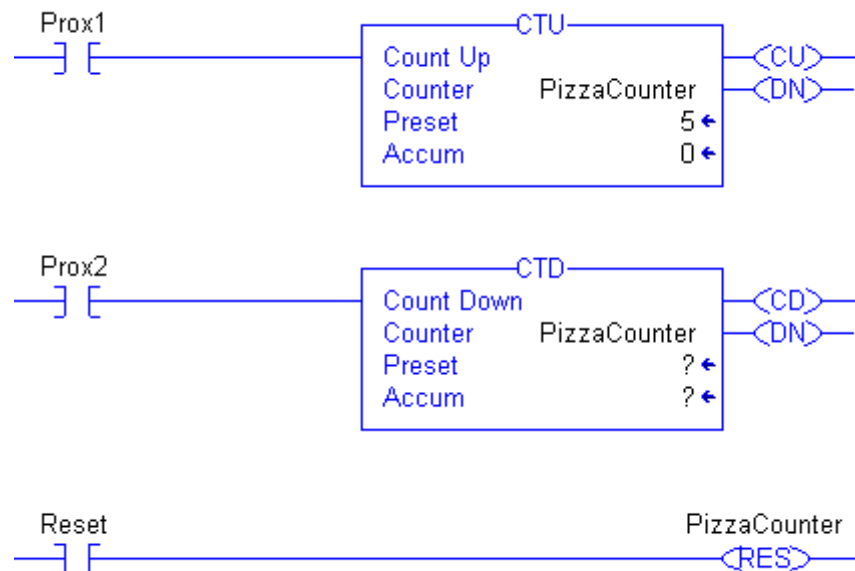 Prox1
CTU
Count Up
CU
Counter PizzaCounter
DN
Preset 5
Accum 0
Prox2
CTD
Count Down
CD
Counter PizzaCounter
DN
Preset ?
Accum ?
Reset
PizzaCounter
RES